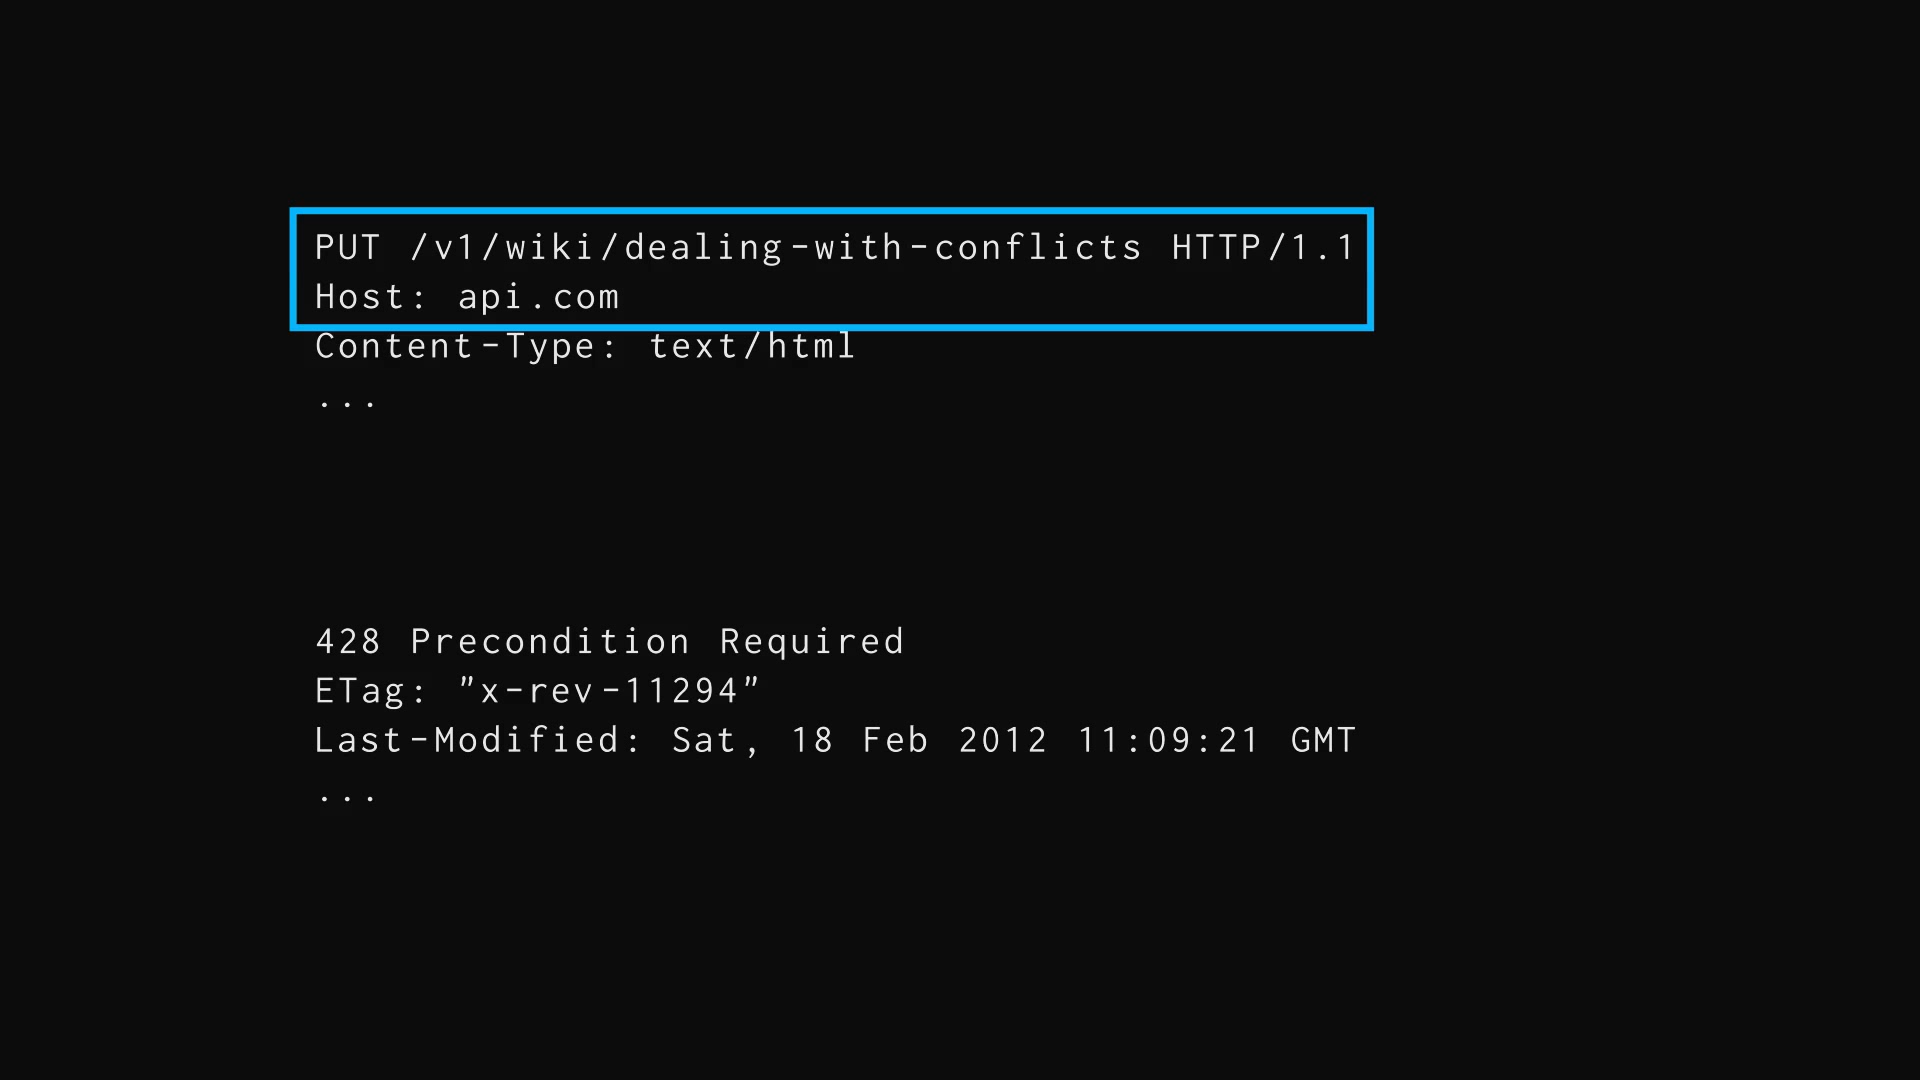 PUT /v1/wiki/dealing-with-conflicts HTTP/1.1
Host: api.com
Content-Type: text/html
...
428 Precondition Required
ETag: "x-rev-11294"
Last-Modified: Sat, 18 Feb 2012 11:09:21 GMT
...